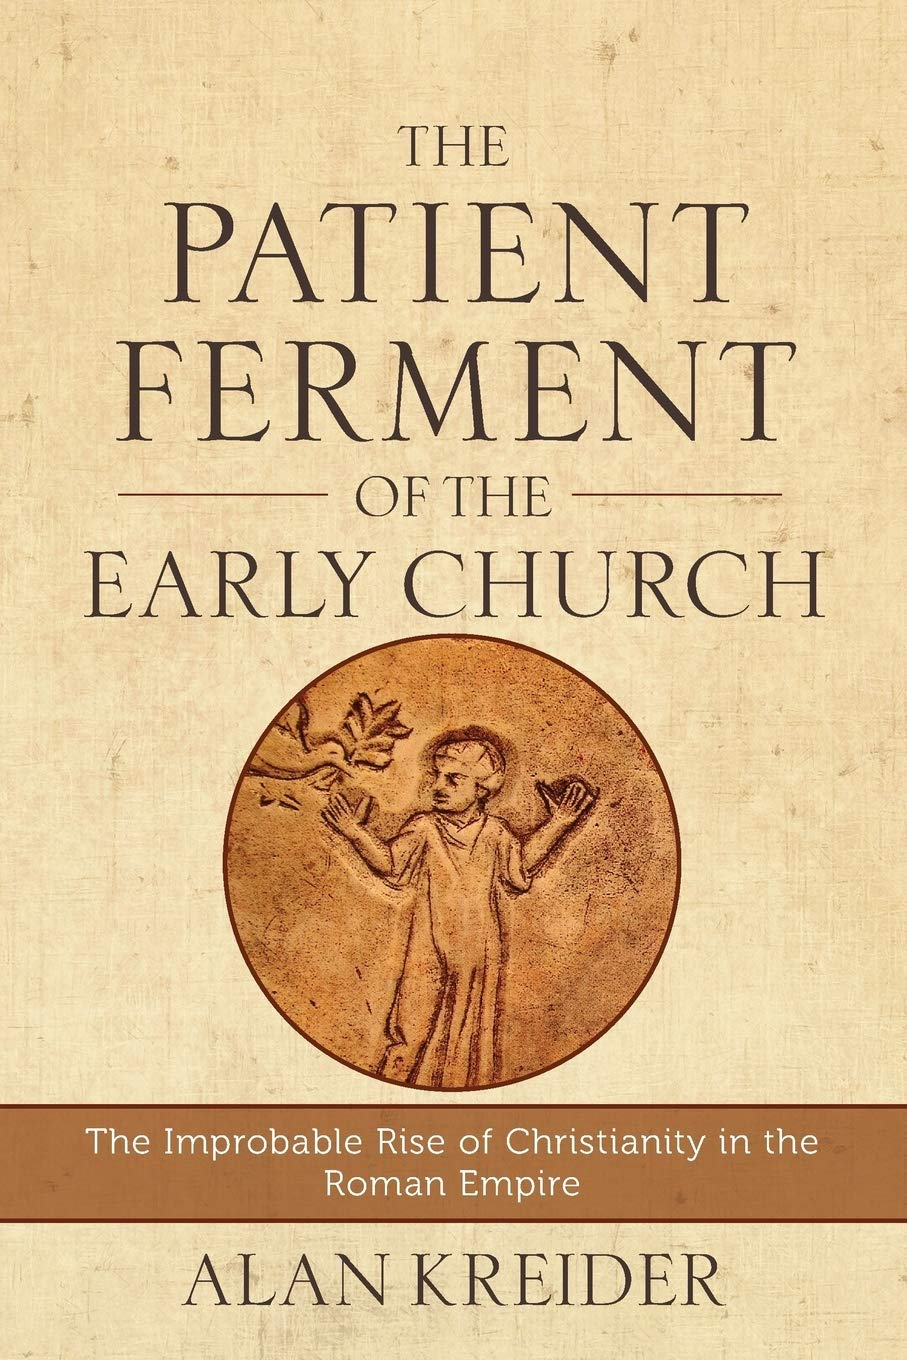 THE
PATIENT
FERMENT
OF THE
EARLY CHURCH
The Improbable Rise of Christianity in the
Roman Empire
ALAN KREIDER